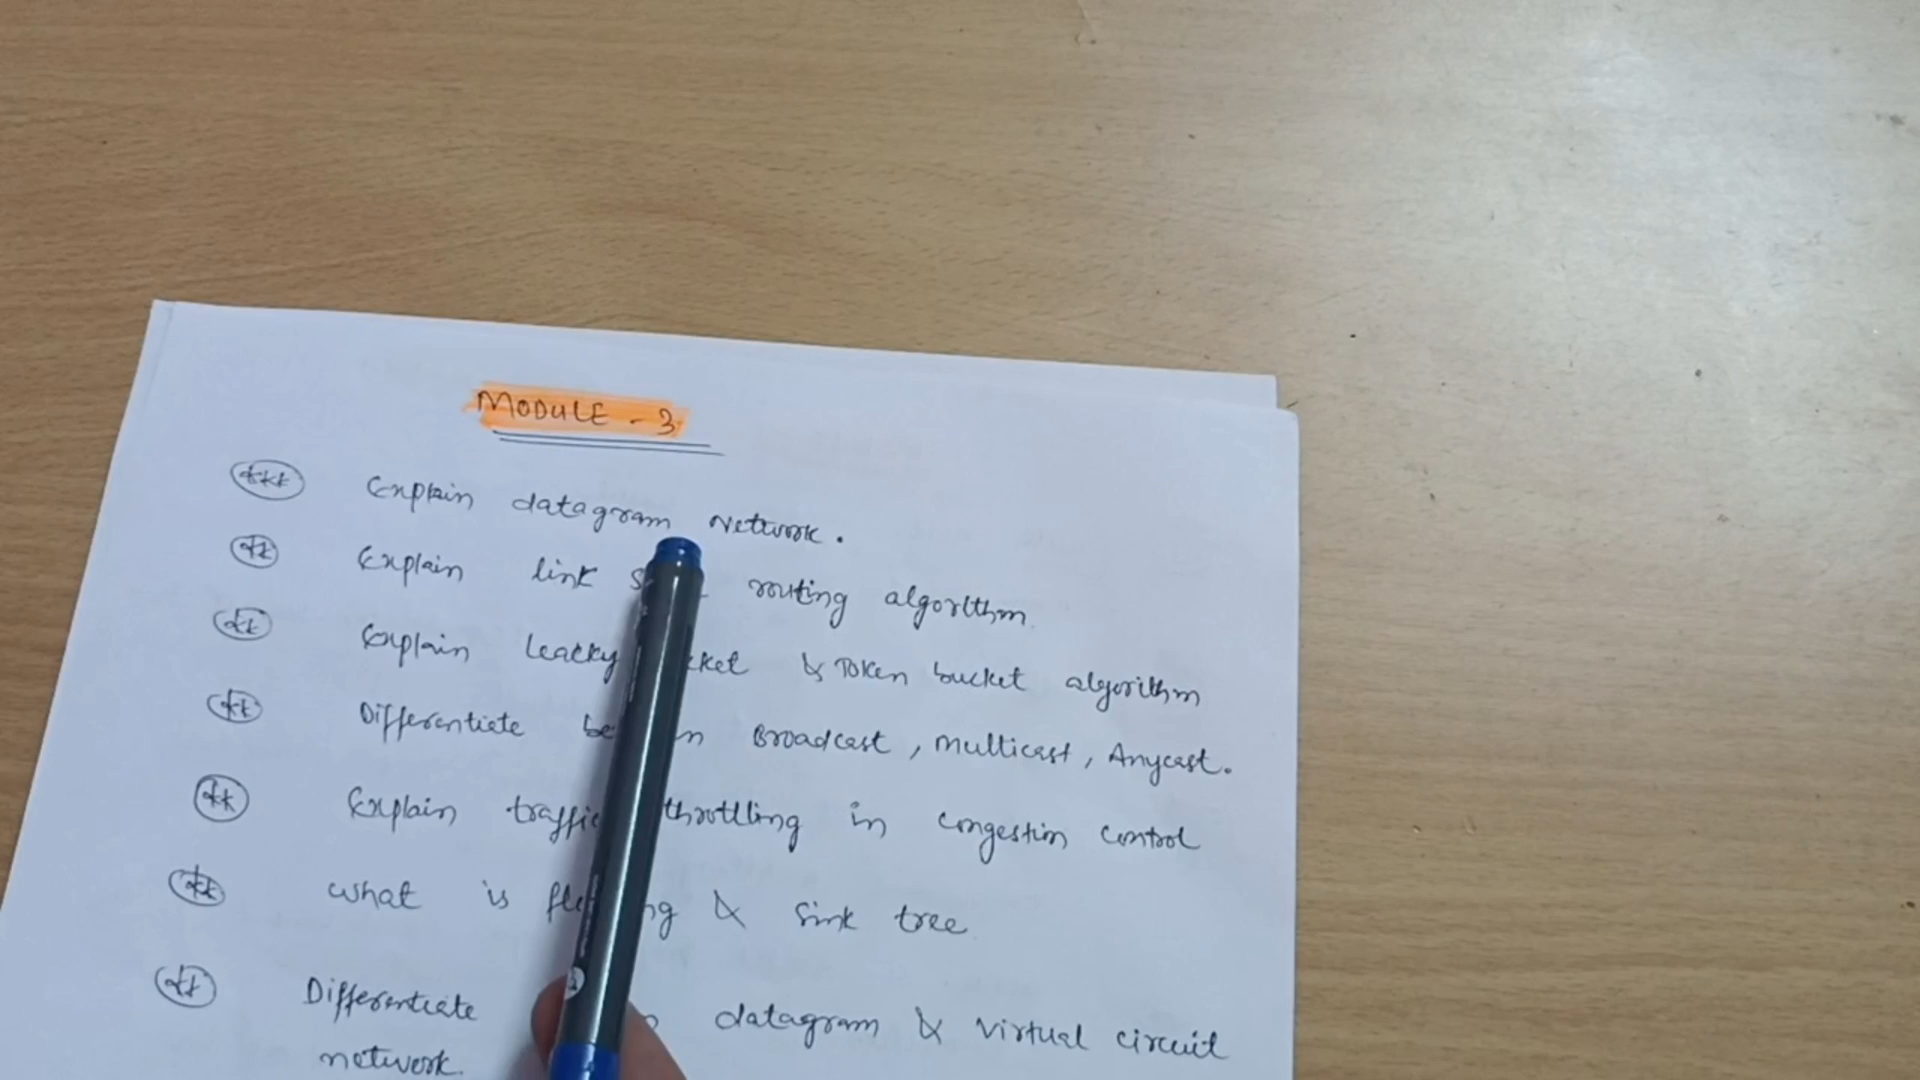 MODULE - 3
*** Explain datagram Network.
** Explain link routing algorithm.
** Explain Leacky & Token bucket algorithm
** Differentiate Broadcast, Multicast, Anycast.
** Explain traffic throttling in congestion control
** What is & Sink tree
** Differentiate datagram & Virtual circuit
network.